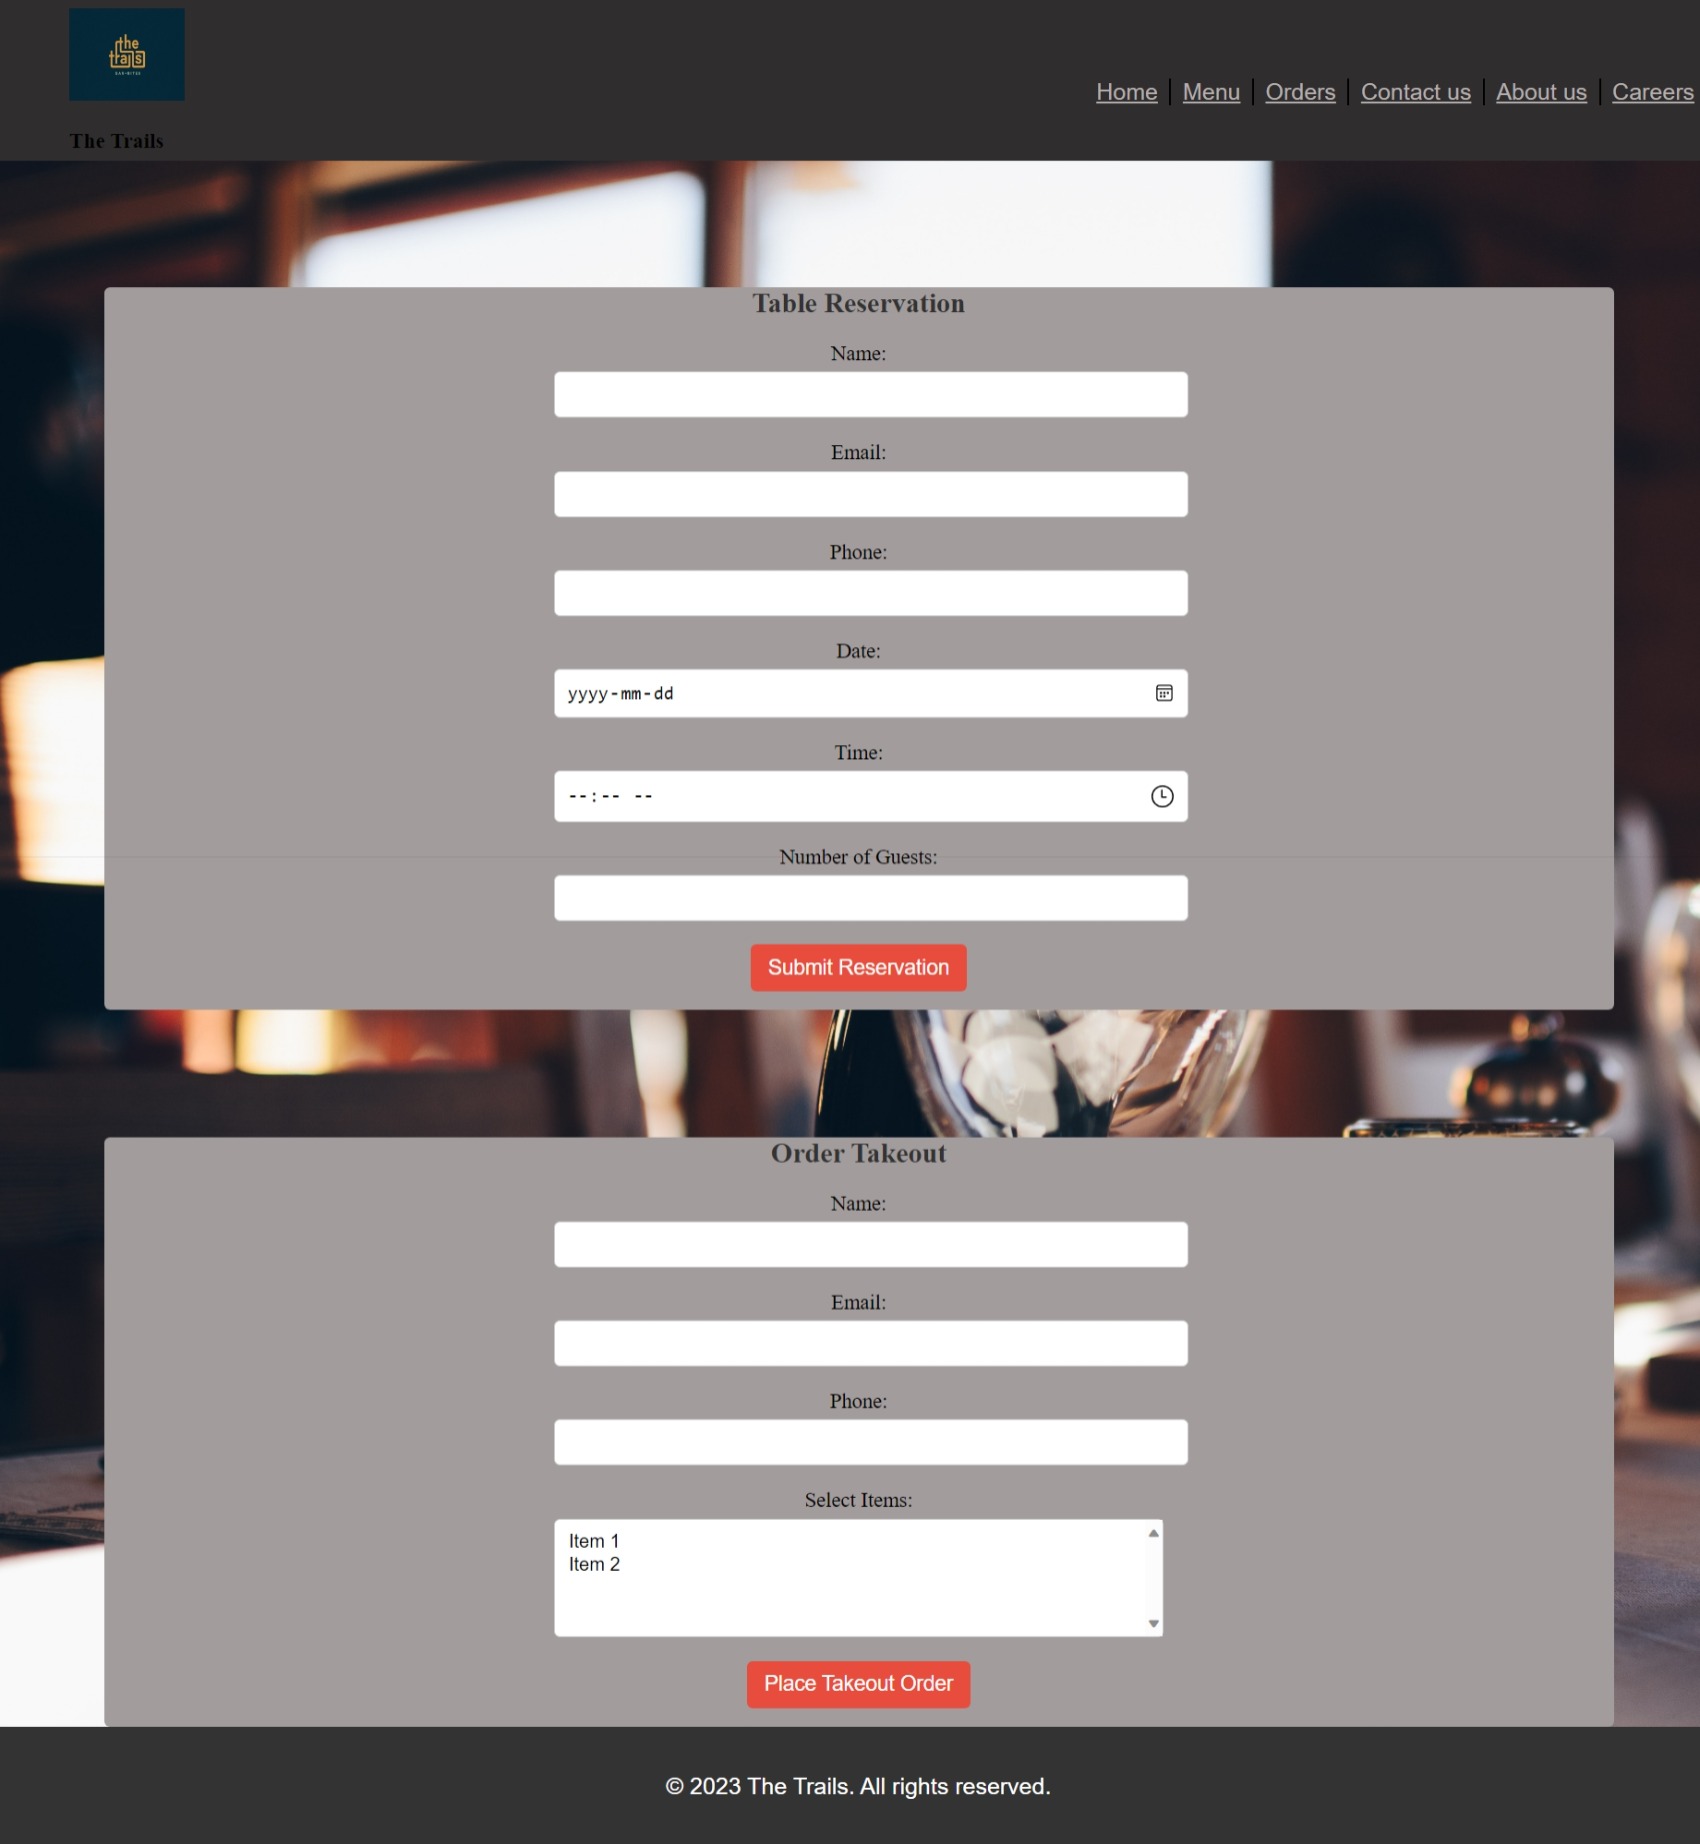 the
trails
BAR•BITES
The Trails
Home Menu Orders Contact us About us Careers
Table Reservation
Name:
Email:
Phone:
Date:
yyyy-mm-dd
Time:
--:-- --
Number of Guests:
Submit Reservation
Order Takeout
Name:
Email:
Phone:
Select Items:
Item 1
Item 2
Place Takeout Order
© 2023 The Trails. All rights reserved.